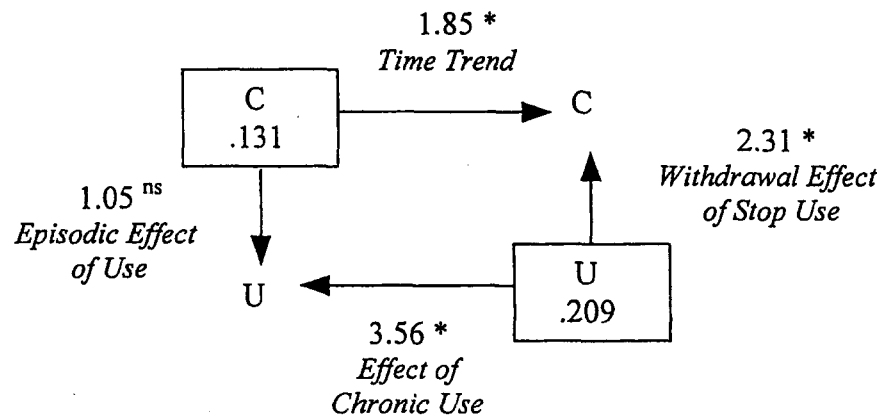 1.85 *
Time Trend
C
.131
C
2.31 *
Withdrawal Effect
of Stop Use
1.05 ns
Episodic Effect
of Use
U
U
.209
3.56 *
Effect of
Chronic Use